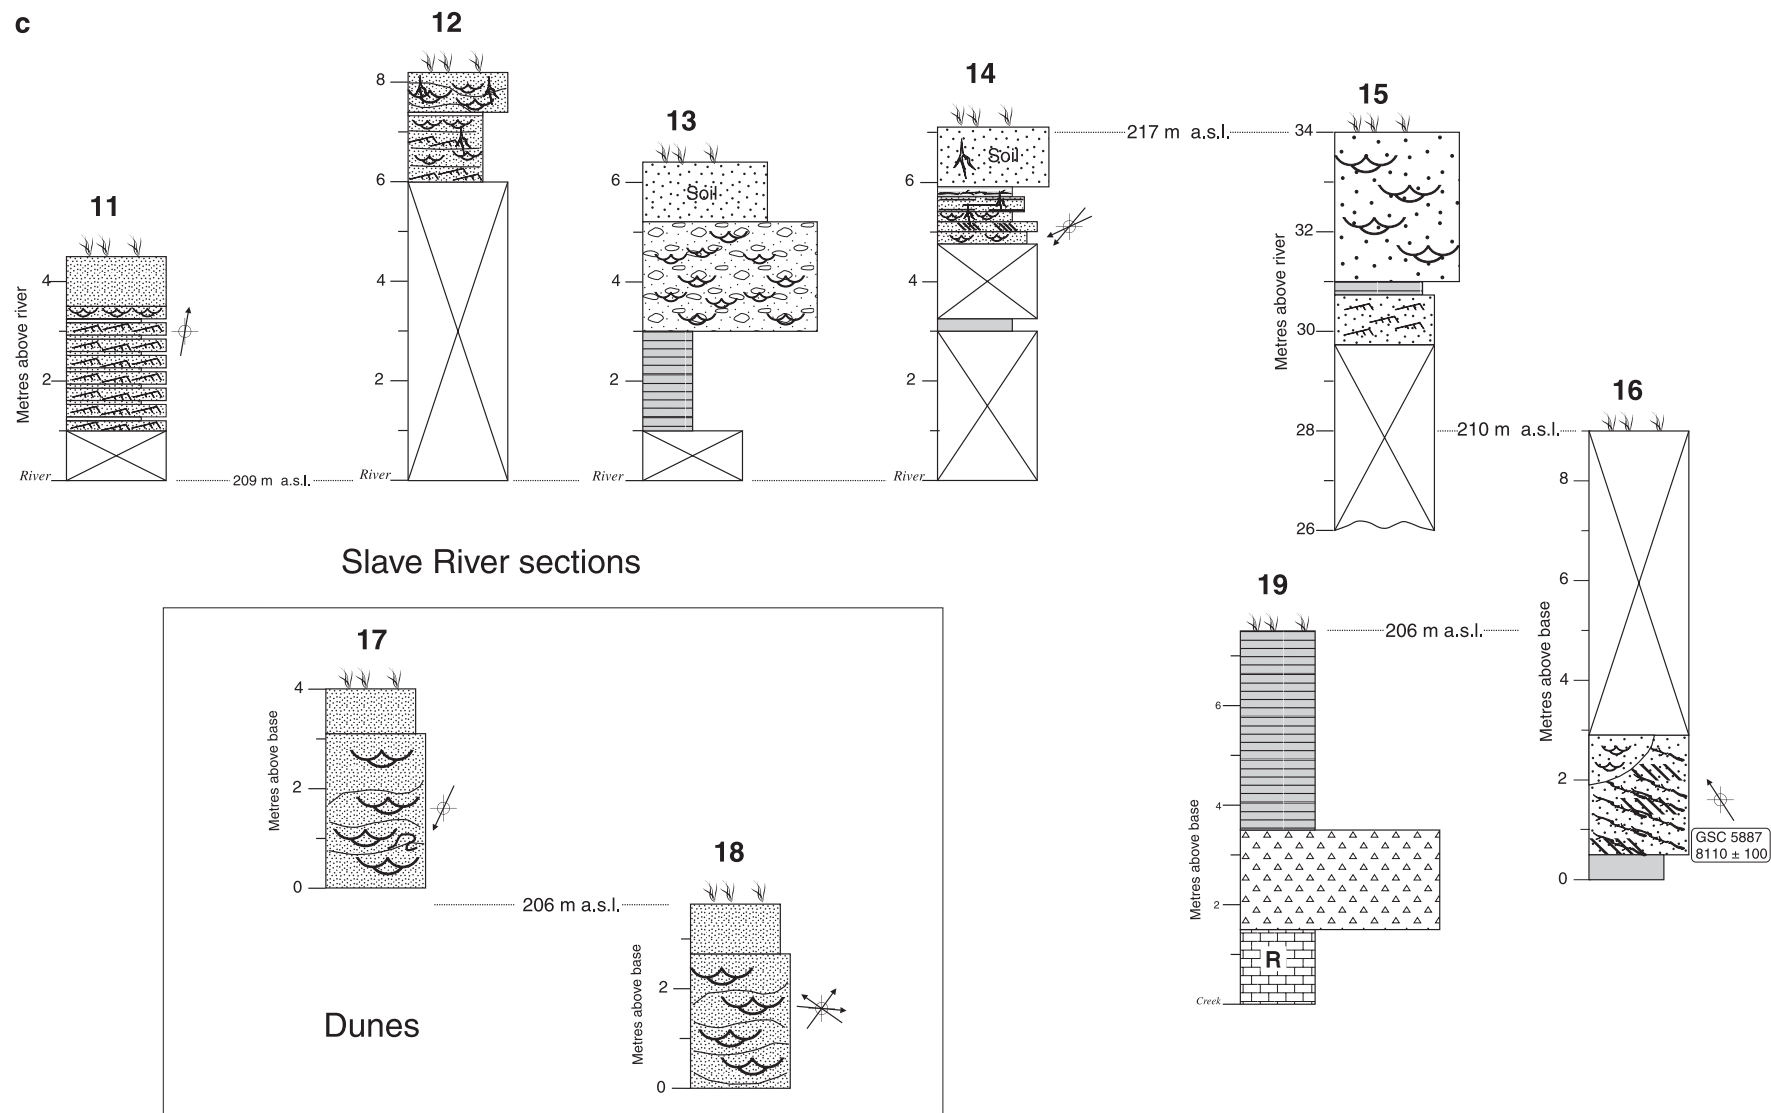 c
12
14
13
15
11
8
6
4
2
River
6
Soil
4
2
River
6
Soil
4
2
River
217 m a.s.l.
34
32
30
28
26
Metres above river
4
2
Metres above river
River
209 m a.s.l.
16
210 m a.s.l.
8
6
4
2
0
Metres above base
GSC 5887
8110 ± 100
Slave River sections
19
206 m a.s.l.
6
4
2
Metres above base
R
Creek
17
4
2
0
Metres above base
18
206 m a.s.l.
2
0
Metres above base
Dunes